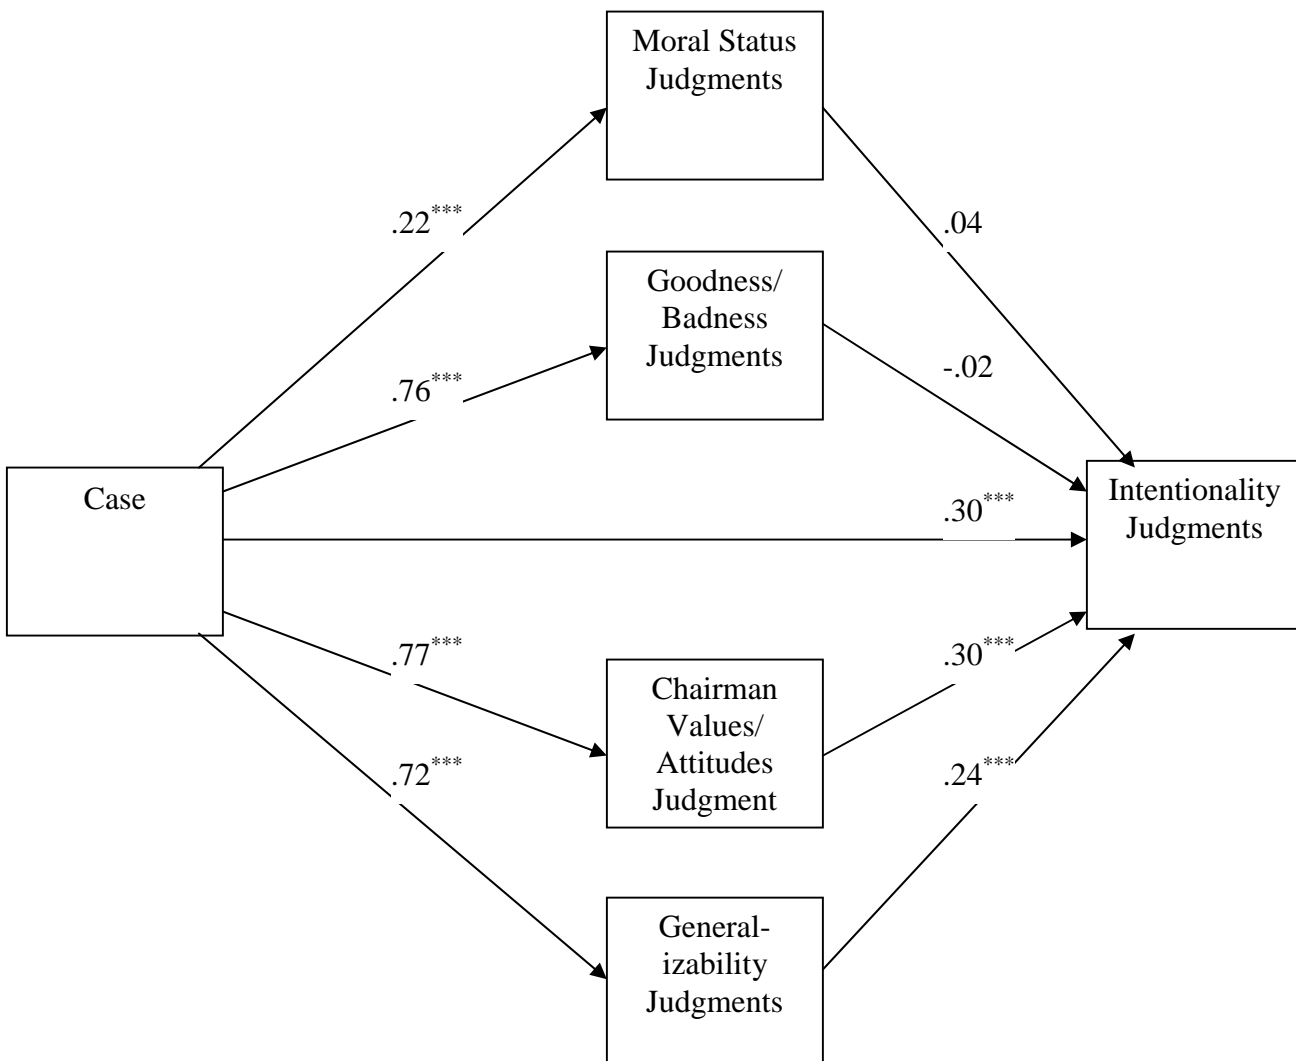 Moral Status
Judgments
.22***
.04
Goodness/
Badness
Judgments
-.02
.76***
Case
.30***
Intentionality
Judgments
.77***
.30***
Chairman
Values/
Attitudes
Judgment
.72***
.24***
General-
izability
Judgments